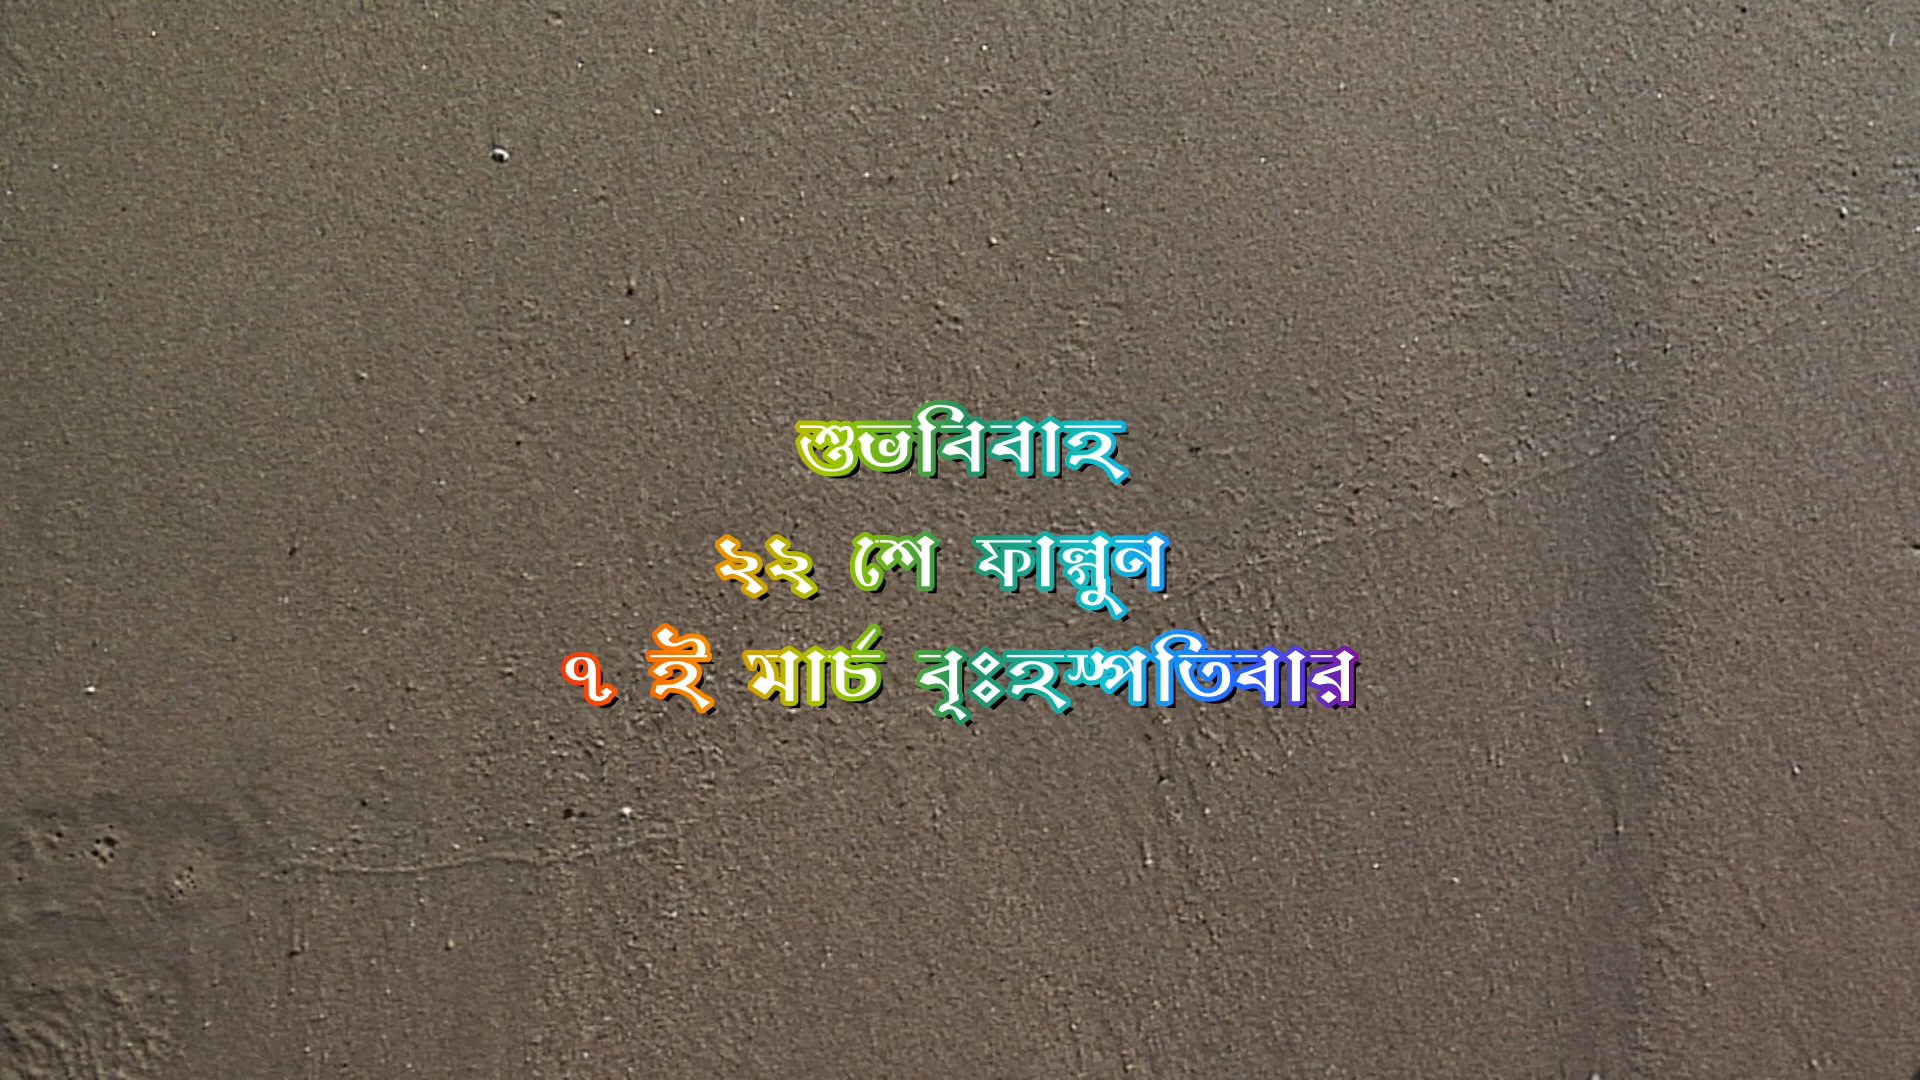 শুভবিবাহ
২২ শে ফাল্গুন
৭ ই মার্চ বৃঃহস্পতিবার